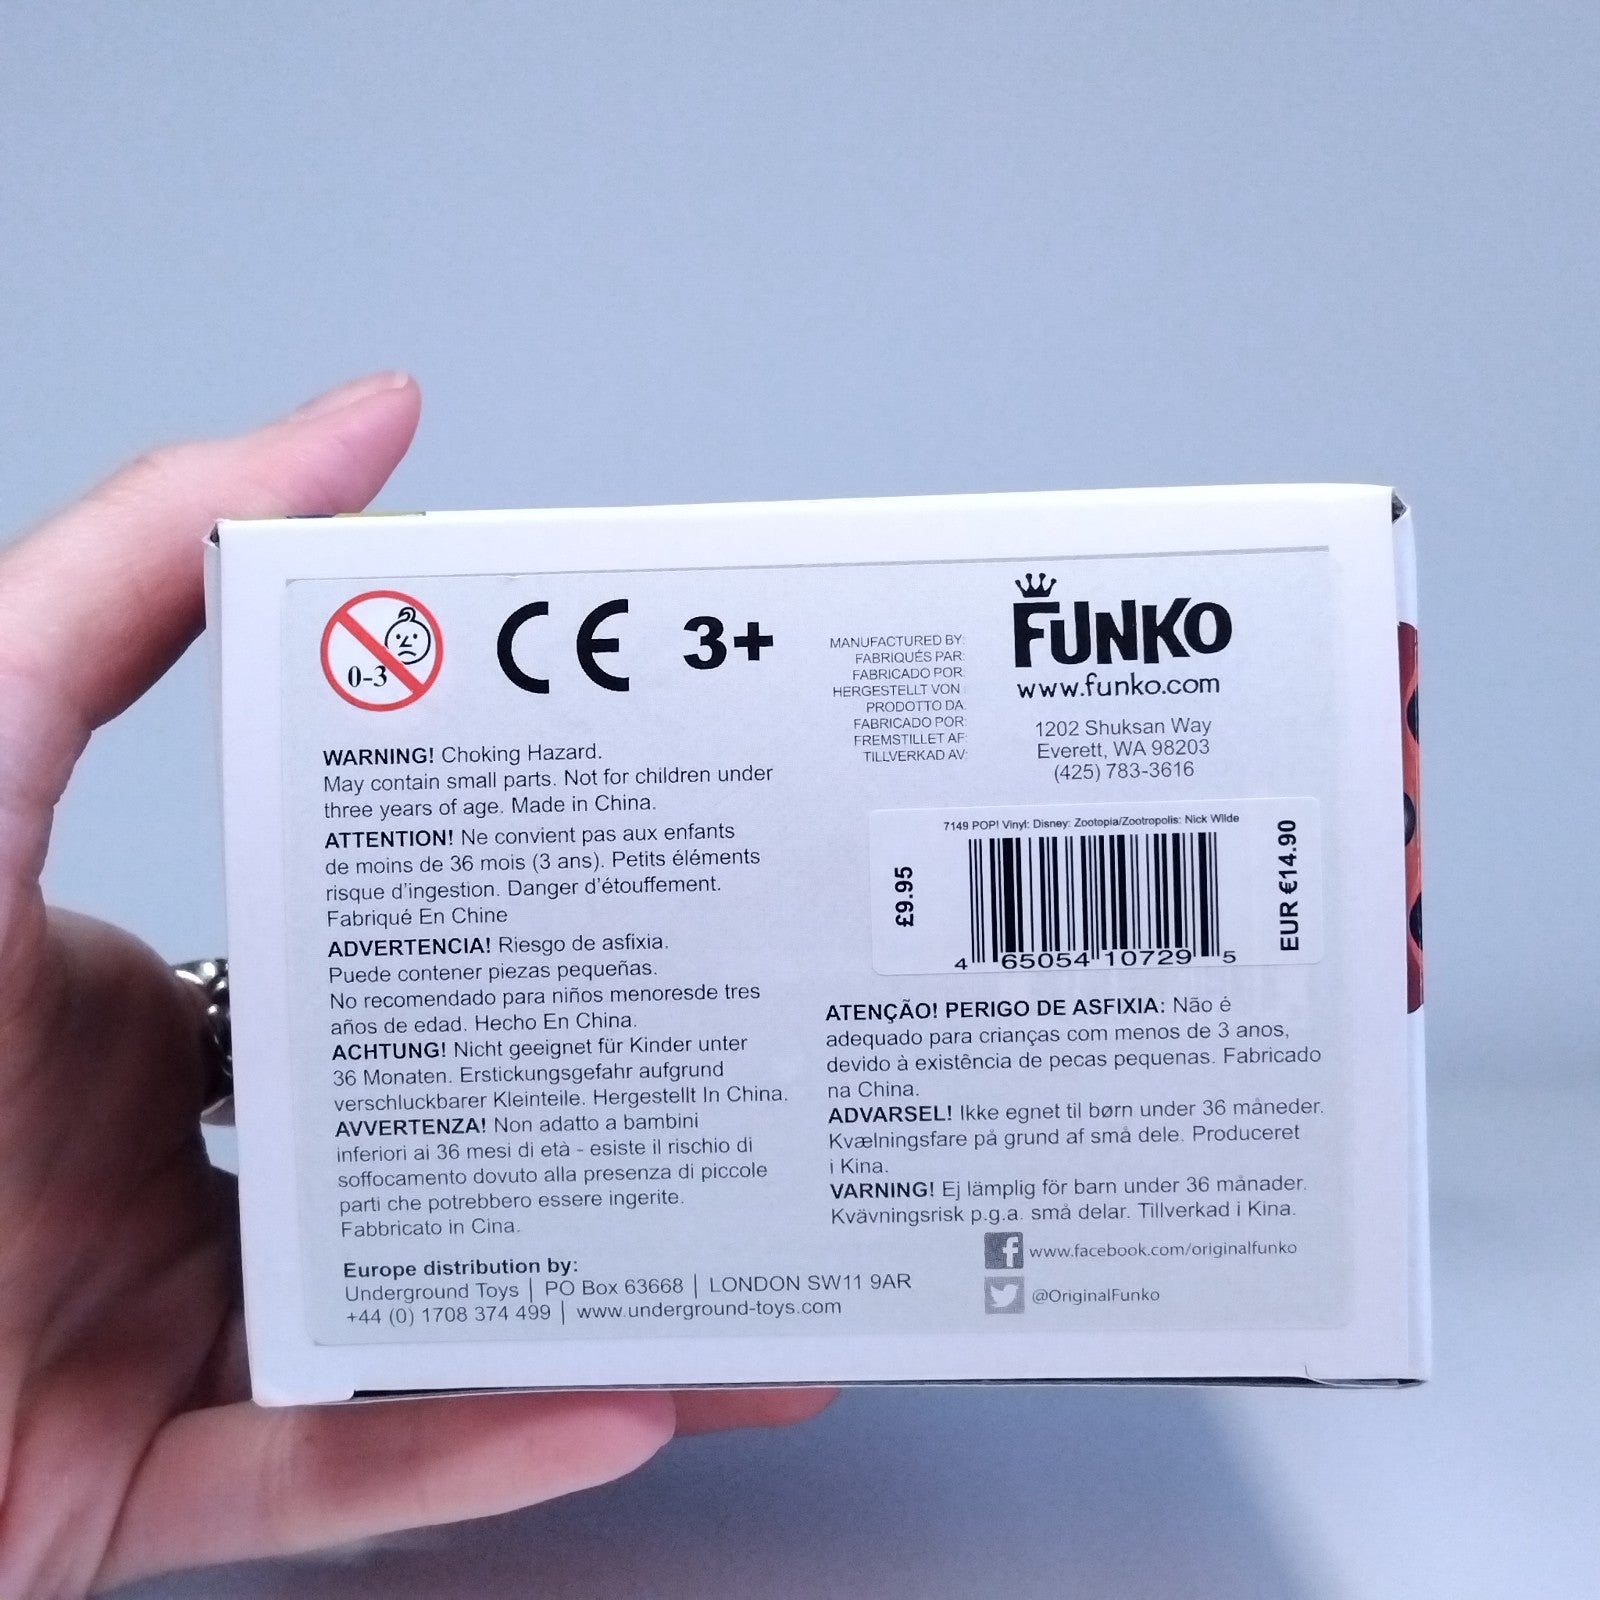 0-3
CE
3+
WARNING! Choking Hazard.
May contain small parts. Not for children under
three years of age. Made in China.
ATTENTION! Ne convient pas aux enfants
de moins de 36 mois (3 ans). Petits éléments
risque d'ingestion. Danger d'étouffement.
Fabriqué En Chine
ADVERTENCIA! Riesgo de asfixia.
Puede contener piezas pequeñas.
No recomendado para niños menoresde tres
años de edad. Hecho En China.
ACHTUNG! Nicht geeignet für Kinder unter
36 Monaten. Erstickungsgefahr aufgrund
verschluckbarer Kleinteile. Hergestellt In China.
AVVERTENZA! Non adatto a bambini
inferiori ai 36 mesi di età - esiste il rischio di
soffocamento dovuto alla presenza di piccole
parti che potrebbero essere ingerite.
Fabbricato in Cina.
Europe distribution by:
Underground Toys | PO Box 63668 | LONDON SW11 9AR
+44 (0) 1708 374 499 | www.underground-toys.com
MANUFACTURED BY:
FABRIQUÉS PAR:
FABRICADO POR:
HERGESTELLT VON :
PRODOTTO DA:
FABRICADO POR:
FREMSTILLET AF:
TILLVERKAD AV:
FUNKO
www.funko.com
1202 Shuksan Way
Everett, WA 98203
(425) 783-3616
7149 POP! Vinyl: Disney: Zootopia/Zootropolis: Nick Wilde
£9.95
EUR €14.90
4 65054 10729 5
ATENÇÃO! PERIGO DE ASFIXIA: Não é
adequado para crianças com menos de 3 anos,
devido à existência de pecas pequenas. Fabricado
na China.
ADVARSEL! Ikke egnet til børn under 36 måneder.
Kvælningsfare på grund af små dele. Produceret
i Kina.
VARNING! Ej lämplig för barn under 36 månader.
Kvävningsrisk p.g.a. små delar. Tillverkad i Kina.
f www.facebook.com/originalfunko
@OriginalFunko